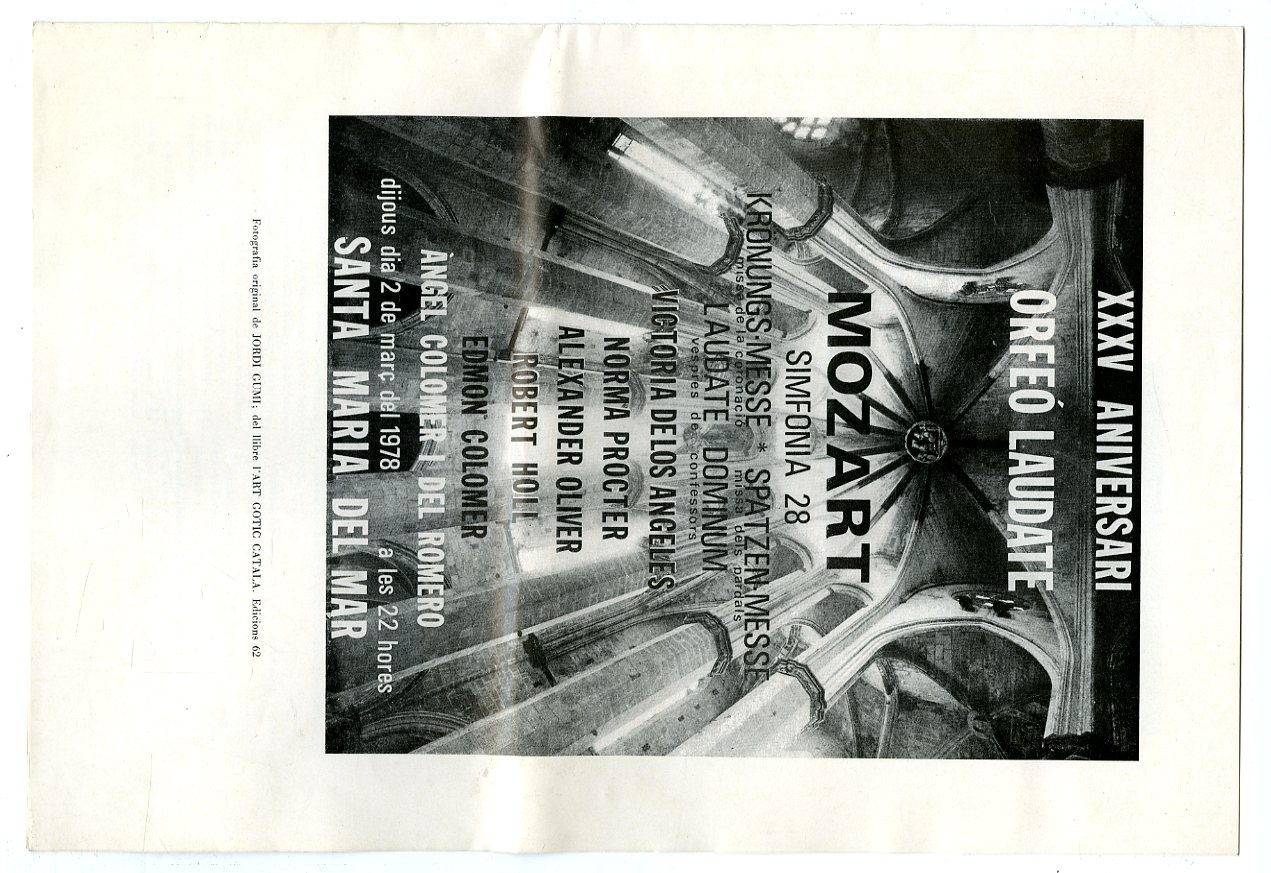 XXXV ANIVERSARI
ORFEÓ LAUDATE
MOZART
SIMFONIA 28
KRÖNUNGS-MESSE * SPATZEN-MESSE
missa de la coronació missa dels pardals
LAUDATE DOMINUM
vespres de confessors
VICTORIA DE LOS ANGELES
NORMA PROCTER
ALEXANDER OLIVER
ROBERT HOLL
EDMON COLOMER
ÀNGEL COLOMER I DEL ROMERO
dijous dia 2 de març del 1978 a les 22 hores
SANTA MARIA DEL MAR
Fotografia original de JORDI GUMI; del llibre l'ART GOTIC CATALA. Edicions 62